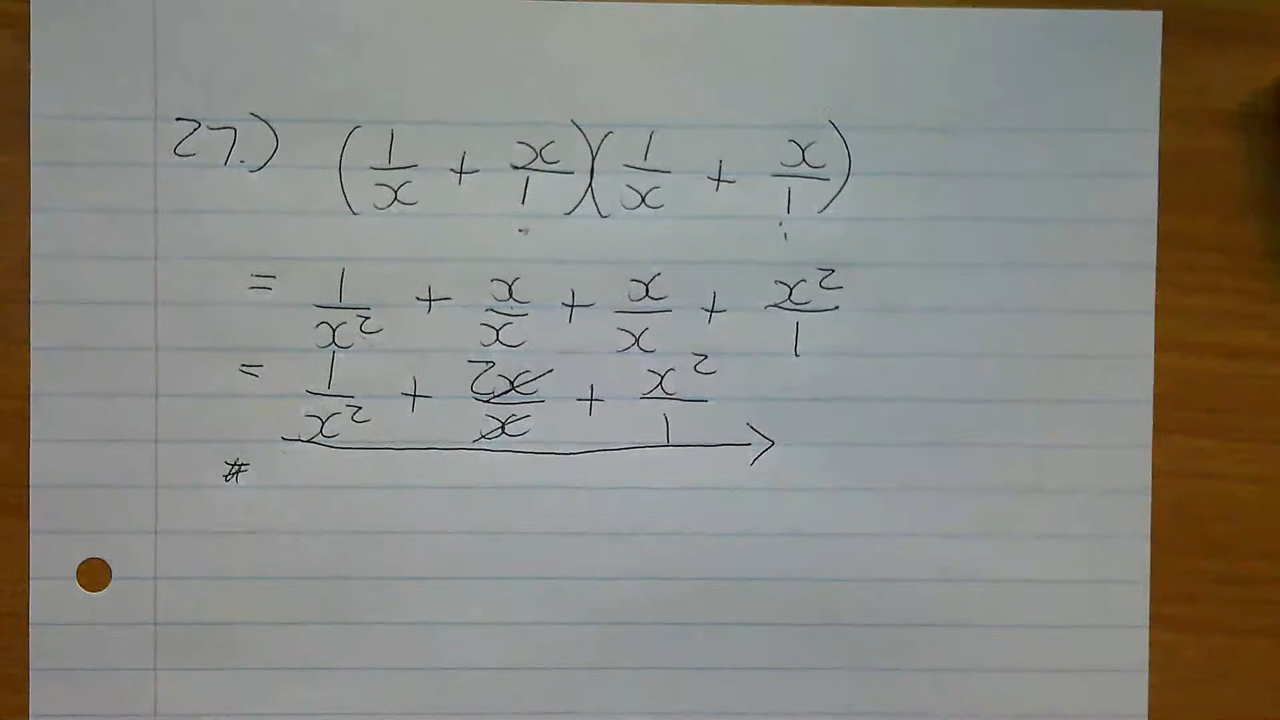 27.) (1/x + x/1)(1/x + x/1)
= 1/x² + x/x + x/x + x²/1
= 1/x² + 2x/x + x²/1
#